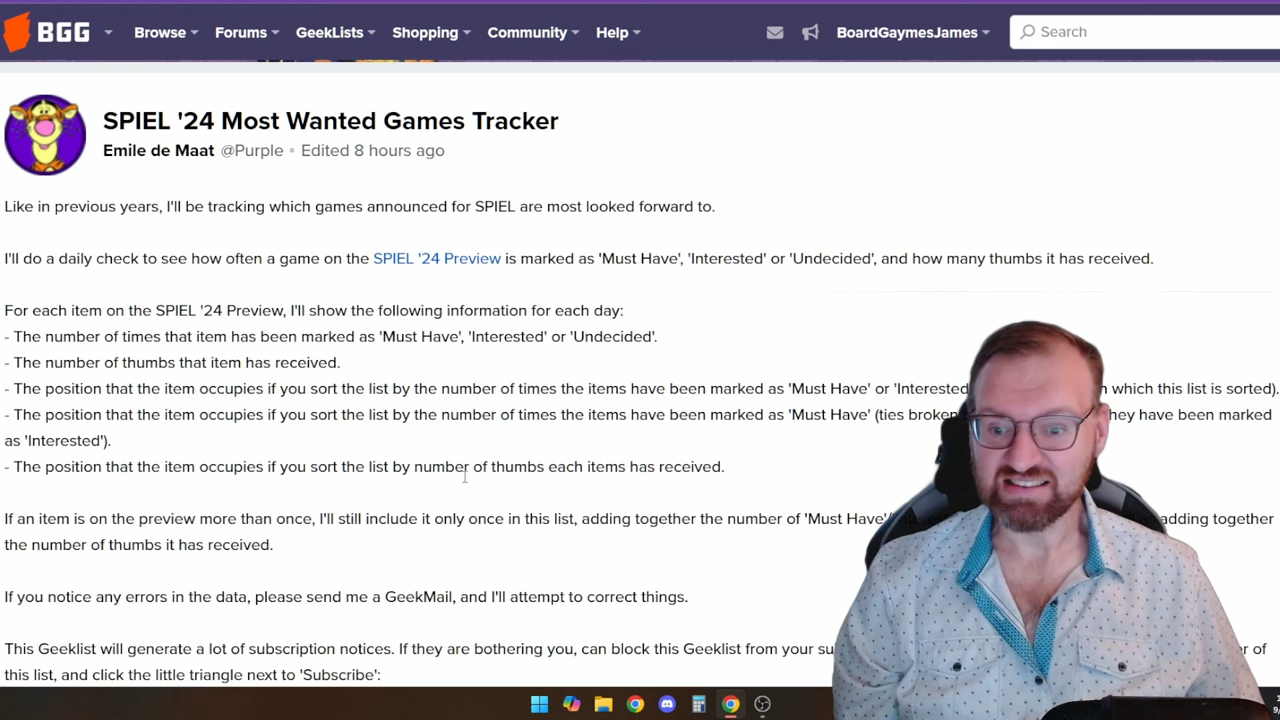 BGG Browse Forums GeekLists Shopping Community Help BoardGaymesJames Search
SPIEL '24 Most Wanted Games Tracker
Emile de Maat @Purple • Edited 8 hours ago
Like in previous years, I'll be tracking which games announced for SPIEL are most looked forward to.
I'll do a daily check to see how often a game on the SPIEL '24 Preview is marked as 'Must Have', 'Interested' or 'Undecided', and how many thumbs it has received.
For each item on the SPIEL '24 Preview, I'll show the following information for each day:
- The number of times that item has been marked as 'Must Have', 'Interested' or 'Undecided'.
- The number of thumbs that item has received.
- The position that the item occupies if you sort the list by the number of times the items have been marked as 'Must Have' or 'Interested which this list is sorted).
- The position that the item occupies if you sort the list by the number of times the items have been marked as 'Must Have' (ties broken they have been marked
as 'Interested').
- The position that the item occupies if you sort the list by number of thumbs each items has received.
If an item is on the preview more than once, I'll still include it only once in this list, adding together the number of 'Must Have'/ adding together
the number of thumbs it has received.
If you notice any errors in the data, please send me a GeekMail, and I'll attempt to correct things.
This Geeklist will generate a lot of subscription notices. If they are bothering you, can block this Geeklist from your of
this list, and click the little triangle next to 'Subscribe':